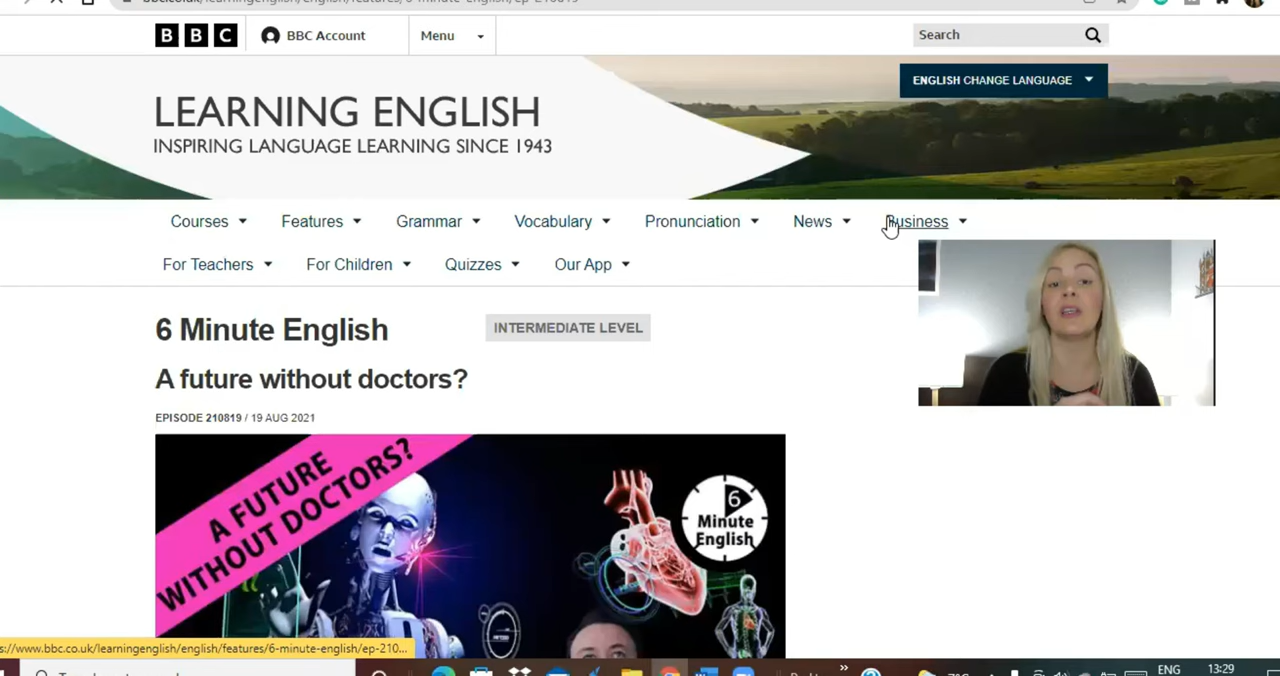 B B C
BBC Account
Menu
Search
ENGLISH CHANGE LANGUAGE
LEARNING ENGLISH
INSPIRING LANGUAGE LEARNING SINCE 1943
Courses Features Grammar Vocabulary Pronunciation News Business
For Teachers For Children Quizzes Our App
6 Minute English
INTERMEDIATE LEVEL
A future without doctors?
EPISODE 210819 / 19 AUG 2021
A FUTURE
WITHOUT DOCTORS?
6
Minute
English
s://www.bbc.co.uk/learningenglish/english/features/6-minute-english/ep-210...
ENG
13:29